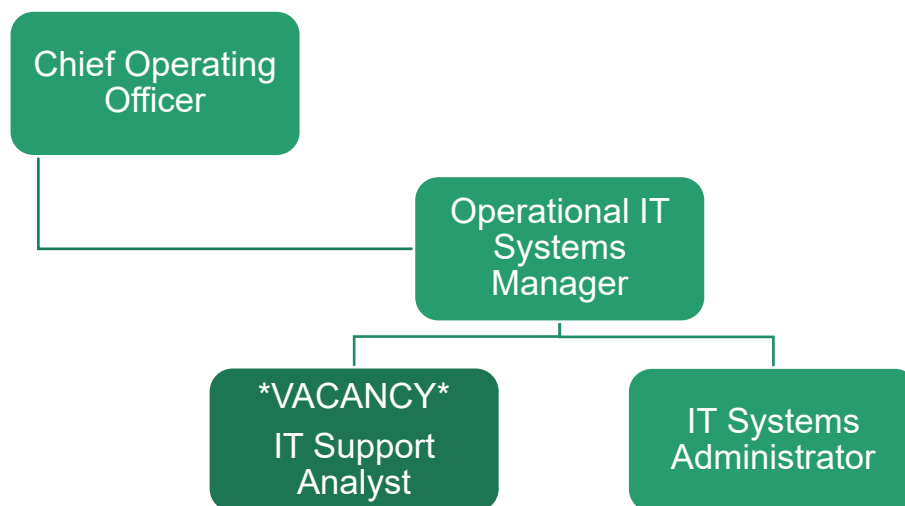 Chief Operating
Officer
Operational IT
Systems
Manager
*VACANCY*
IT Support
Analyst
IT Systems
Administrator